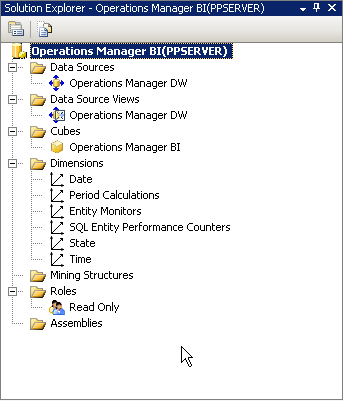 Solution Explorer - Operations Manager BI(PPSERVER)
Operations Manager BI(PPSERVER)
Data Sources
Operations Manager DW
Data Source Views
Operations Manager DW
Cubes
Operations Manager BI
Dimensions
Date
Period Calculations
Entity Monitors
SQL Entity Performance Counters
State
Time
Mining Structures
Roles
Read Only
Assemblies